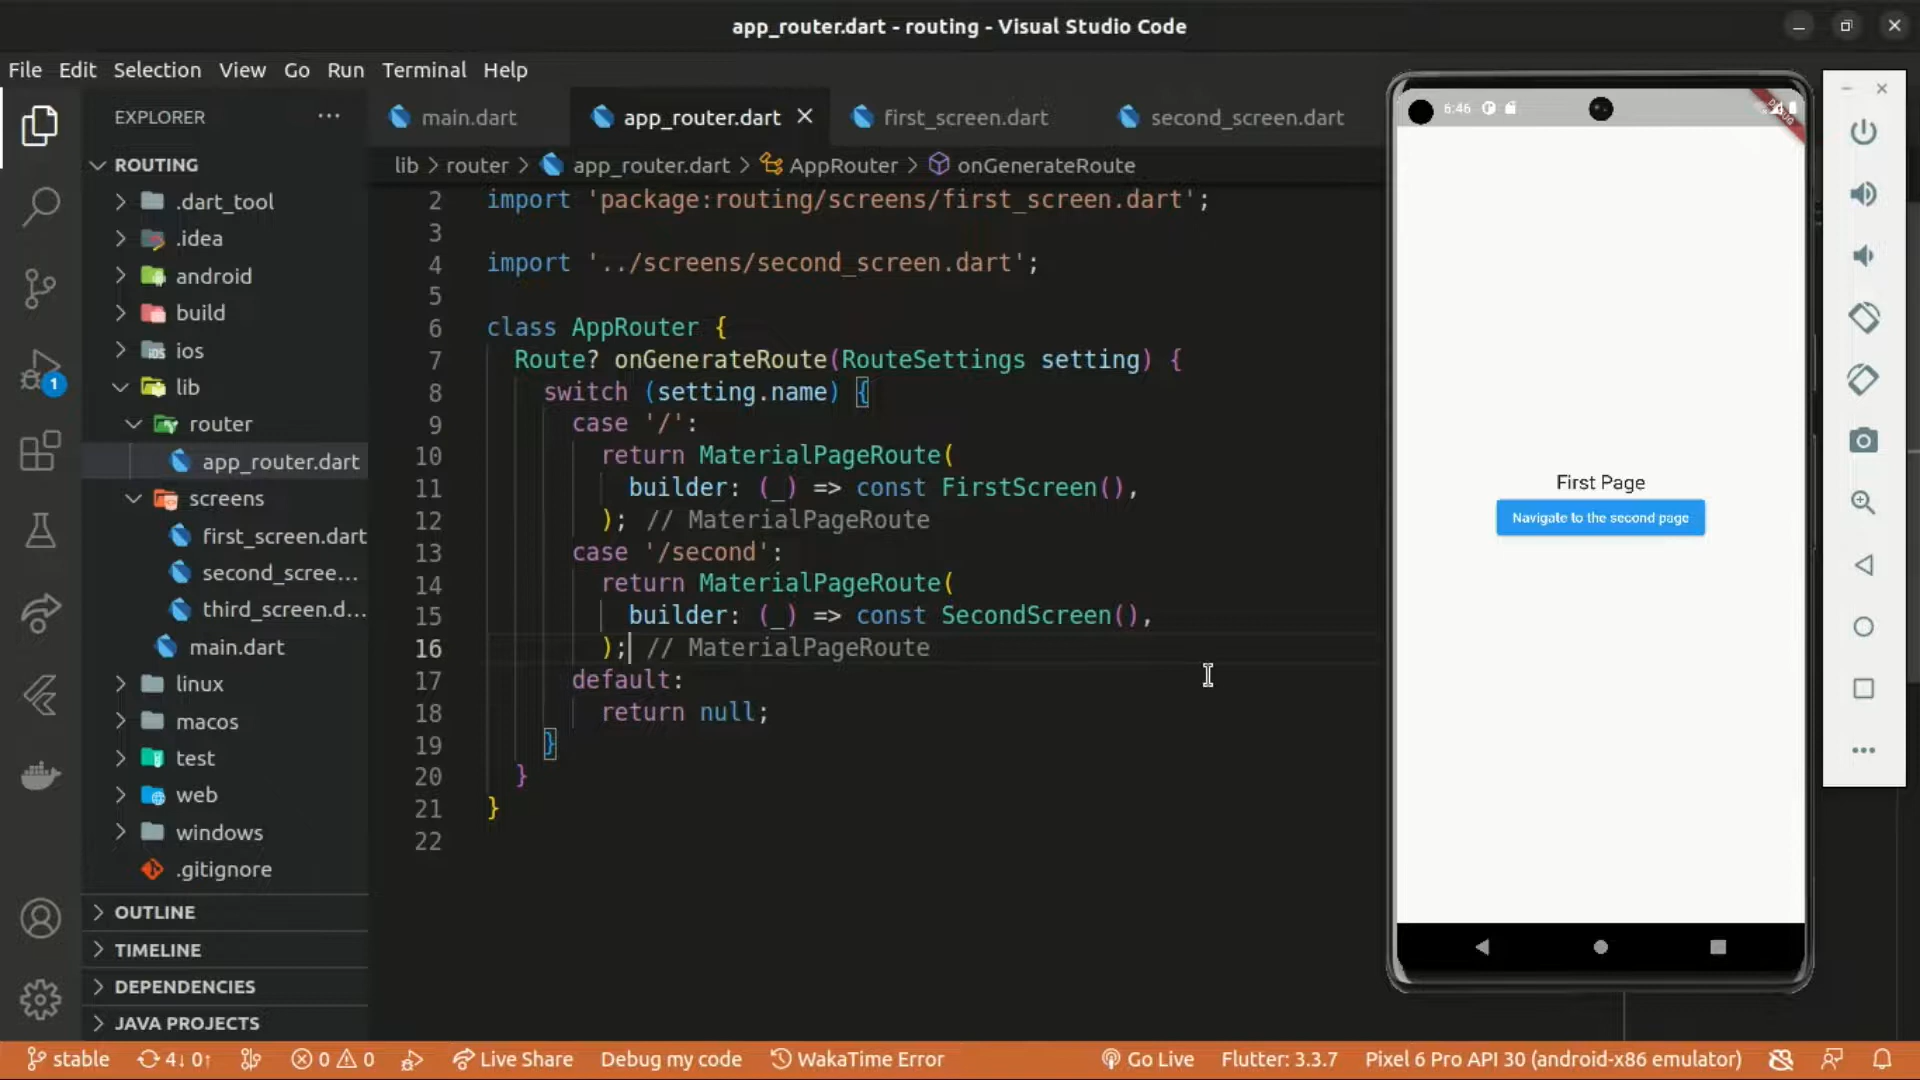 app_router.dart - routing - Visual Studio Code
File Edit Selection View Go Run Terminal Help
EXPLORER
main.dart
app_router.dart
first_screen.dart
second_screen.dart
ROUTING
lib > router > app_router.dart > AppRouter > onGenerateRoute
.dart_tool
.idea
android
build
ios
lib
router
app_router.dart
screens
first_screen.dart
second_scree...
third_screen.d...
main.dart
linux
macos
test
web
windows
.gitignore
OUTLINE
TIMELINE
DEPENDENCIES
JAVA PROJECTS
1
2 import 'package:routing/screens/first_screen.dart';
3
4 import '../screens/second_screen.dart';
5
6 class AppRouter {
7 Route? onGenerateRoute(RouteSettings setting) {
8 switch (setting.name) {
9 case '/':
10 return MaterialPageRoute(
11 builder: (_) => const FirstScreen(),
12 ); // MaterialPageRoute
13 case '/second':
14 return MaterialPageRoute(
15 builder: (_) => const SecondScreen(),
16 ); // MaterialPageRoute
17 default:
18 return null;
19 }
20 }
21 }
22
6:46
DEBUG
First Page
Navigate to the second page
stable 4↓ 0↑ 0 0 Live Share Debug my code WakaTime Error Go Live Flutter: 3.3.7 Pixel 6 Pro API 30 (android-x86 emulator)